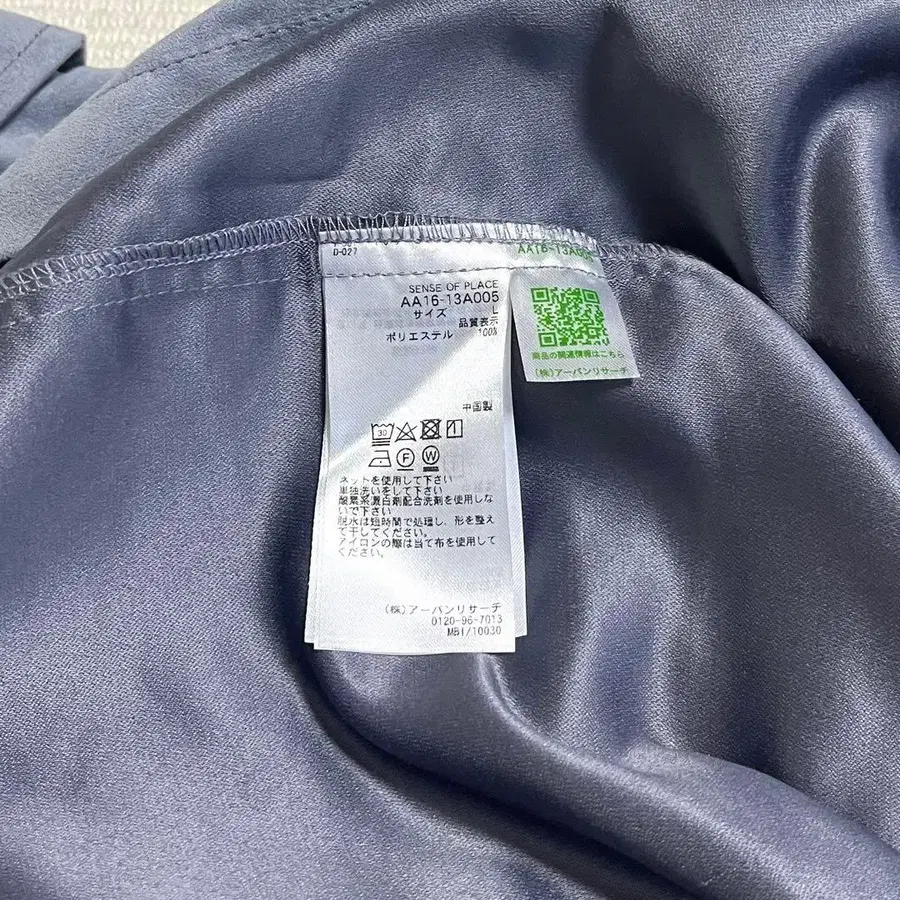 D-027
SENSE OF PLACE
AA16-13A005
サイズ L
品質表示
ポリエステル 100%
中国製
30
F W
ネットを使用して下さい
単独洗いをして下さい
酸素系漂白剤配合洗剤を使用しな
いで下さい
脱水は短時間で処理し、形を整え
て干してください。
アイロンの際は当て布を使用して
ください。
(株)アーバンリサーチ
0120-96-7013
MBI/10030
AA16-13A005
商品の関連情報はこちら
(株)アーバンリサーチ